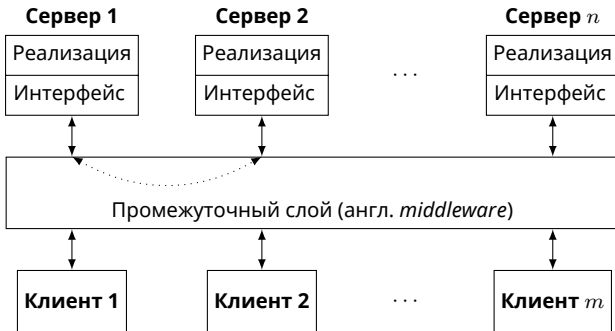 Сервер 1 Сервер 2 Сервер n
Реализация Реализация Реализация
...
Интерфейс Интерфейс Интерфейс
Промежуточный слой (англ. middleware)
Клиент 1 Клиент 2 ... Клиент m